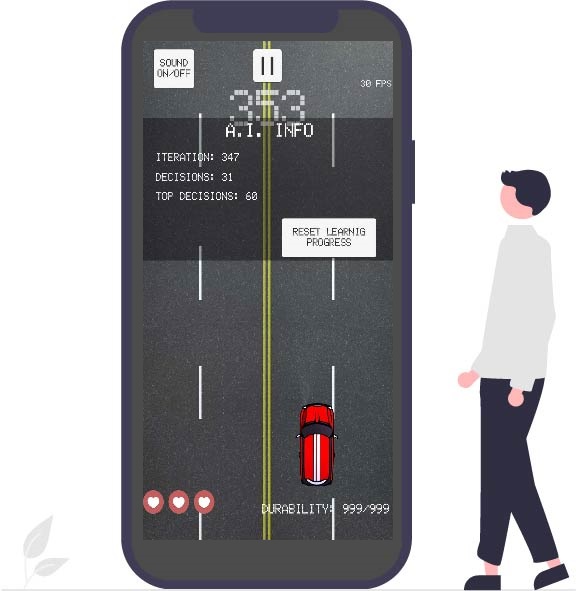 SOUND
ON/OFF
30 FPS
353
A.I. INFO
ITERATION: 347
DECISIONS: 31
TOP DECISIONS: 60
RESET LEARNIG
PROGRESS
DURABILITY: 999/999